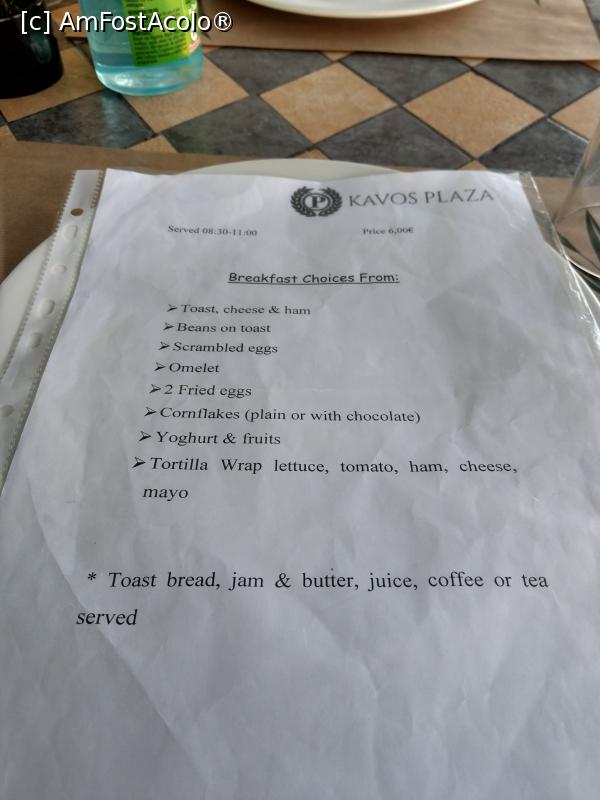 [c] AmFostAcolo®
P KAVOS PLAZA
Served 08:30-11:00 Price 6,00€
Breakfast Choices From:
➢ Toast, cheese & ham
➢ Beans on toast
➢ Scrambled eggs
➢ Omelet
➢ 2 Fried eggs
➢ Cornflakes (plain or with chocolate)
➢ Yoghurt & fruits
➢ Tortilla Wrap lettuce, tomato, ham, cheese,
mayo
* Toast bread, jam & butter, juice, coffee or tea
served